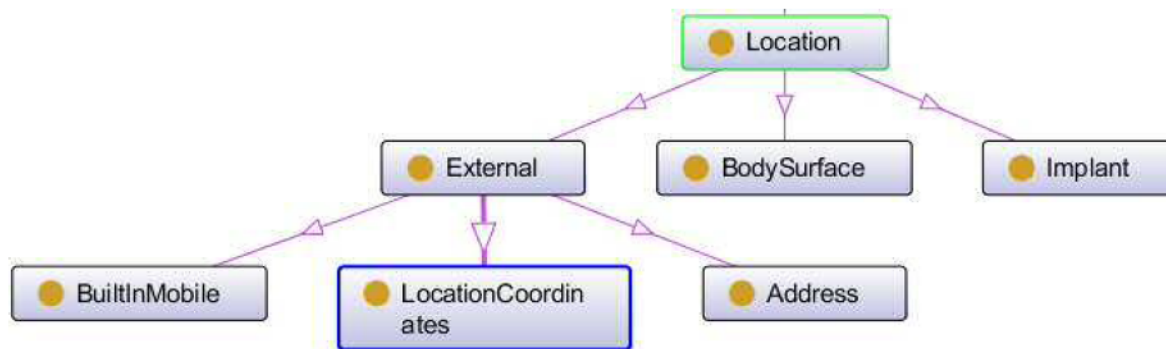 Location
External
BodySurface
Implant
BuiltInMobile
LocationCoordin
ates
Address